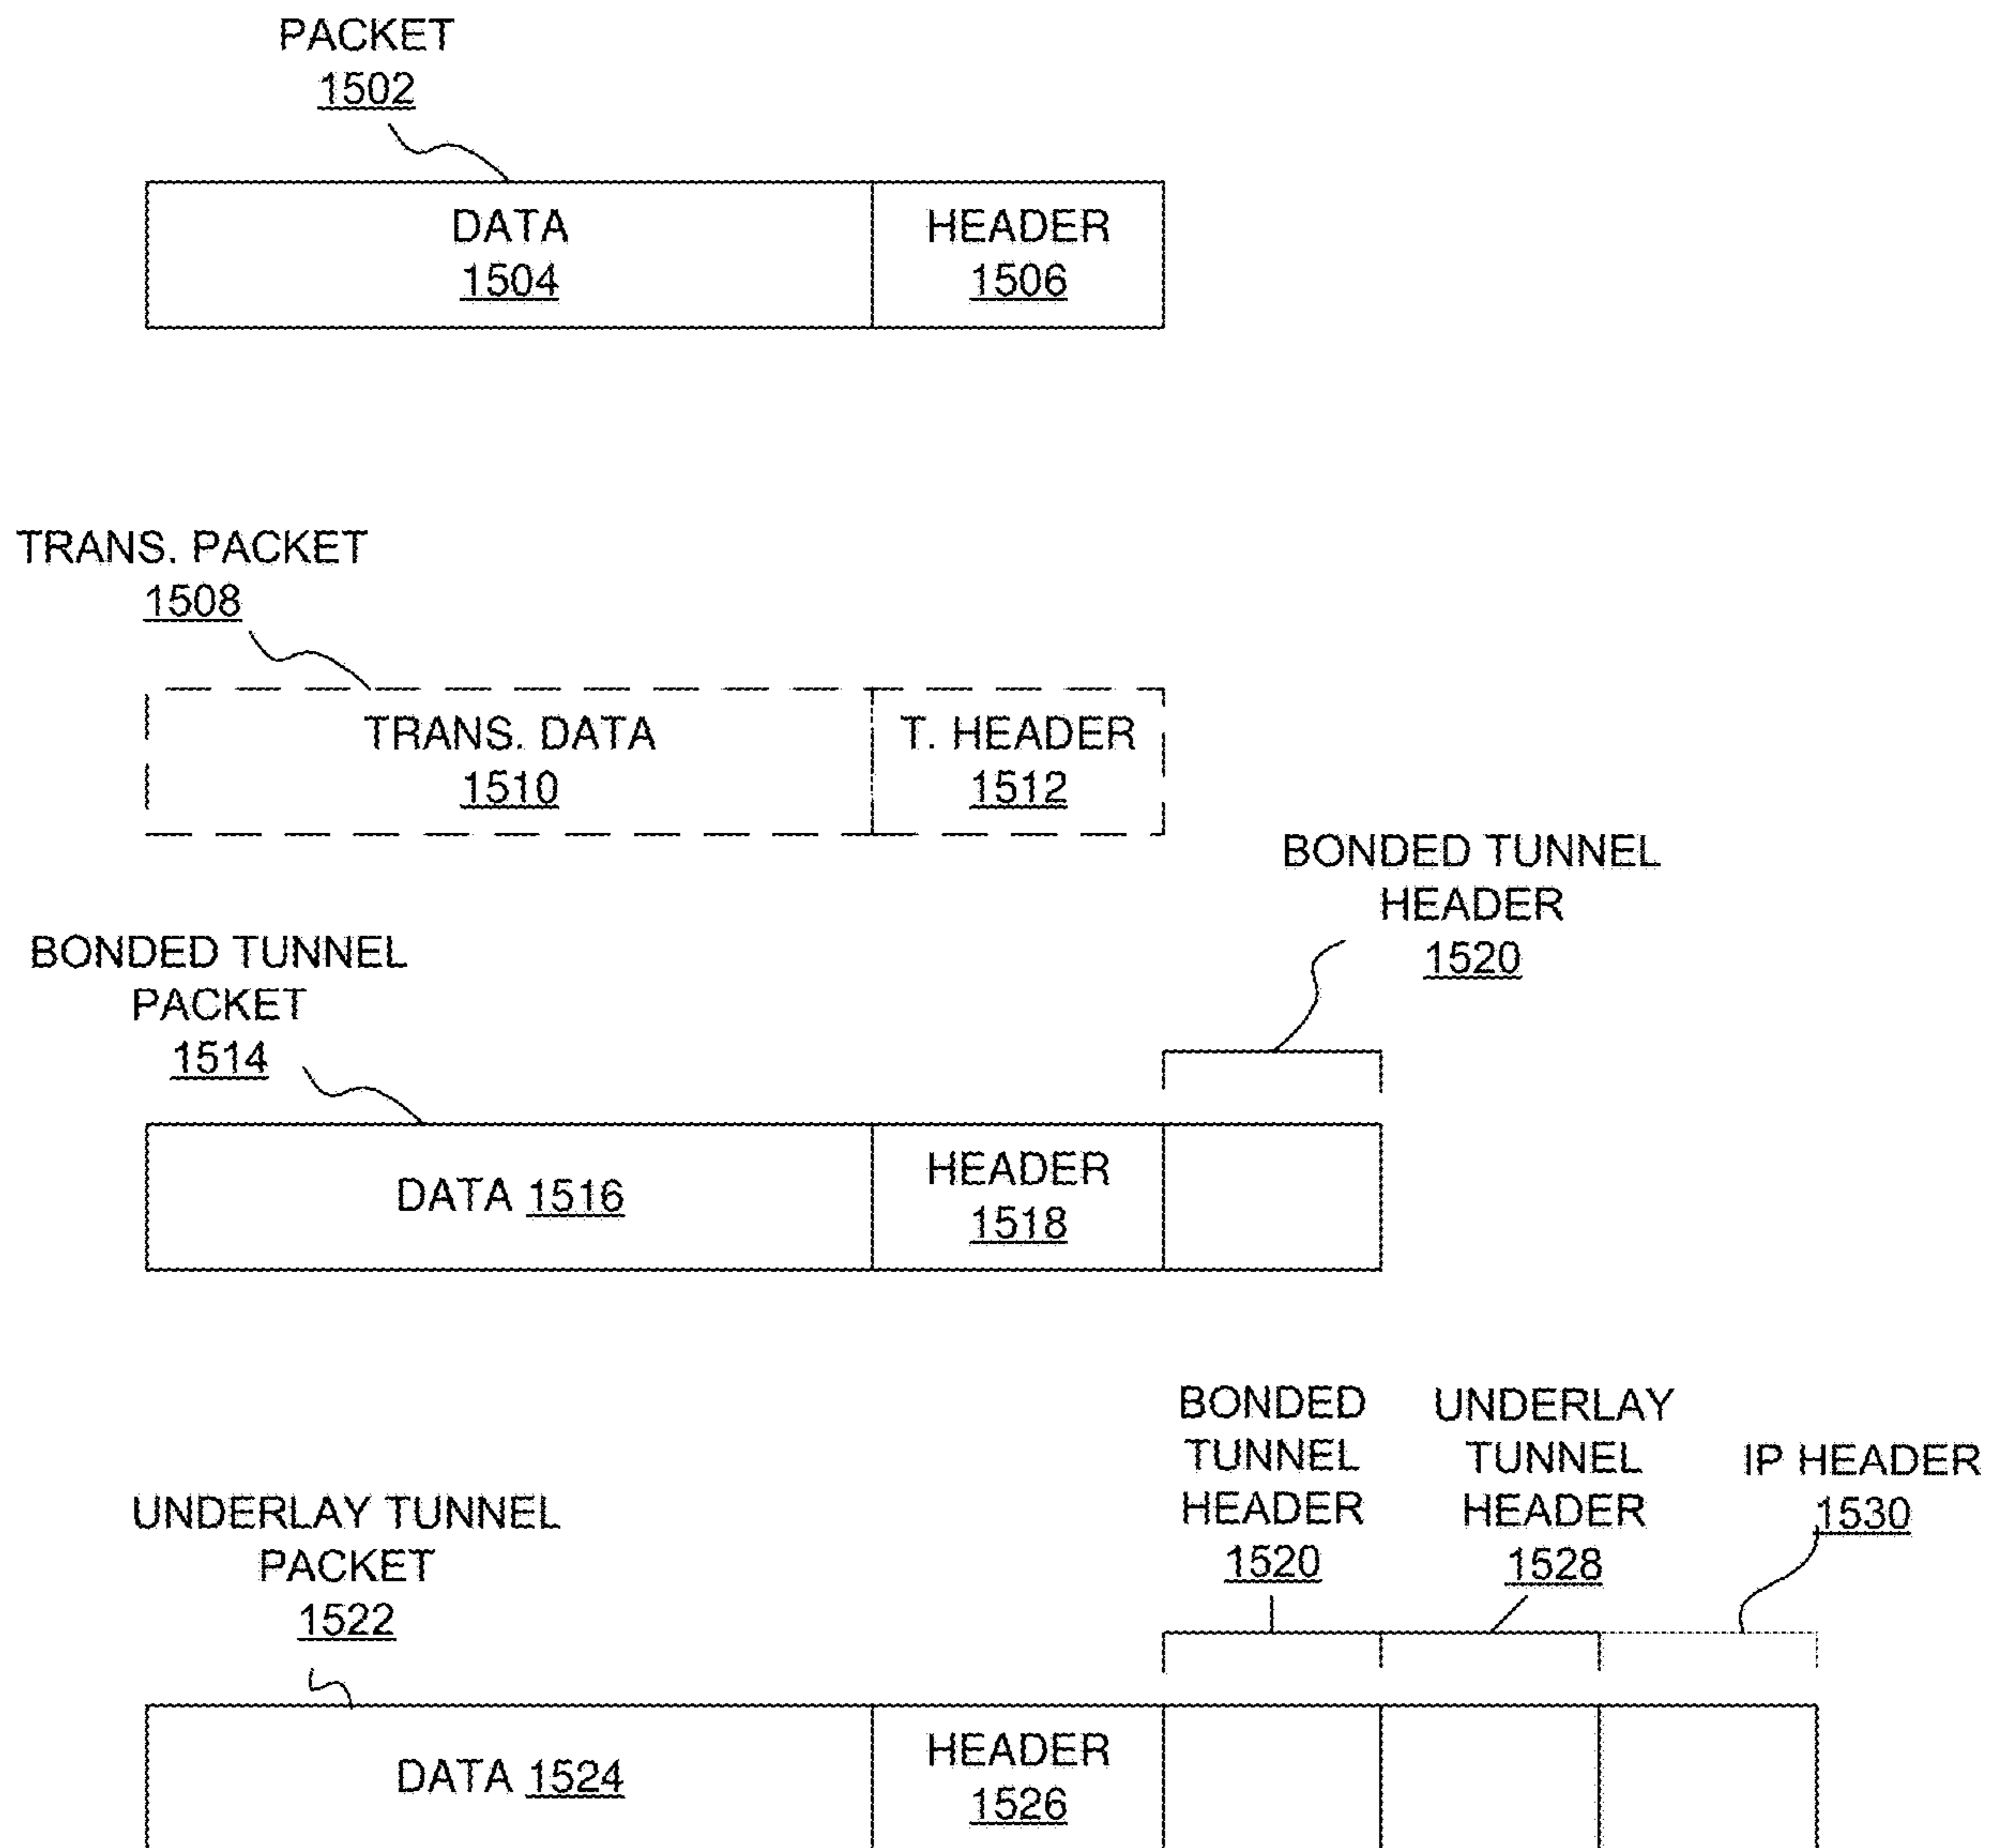 PACKET
1502
DATA
1504
HEADER
1506
TRANS. PACKET
1508
TRANS. DATA
1510
T. HEADER
1512
BONDED TUNNEL
HEADER
1520
BONDED TUNNEL
PACKET
1514
DATA 1516
HEADER
1518
BONDED
TUNNEL
HEADER
1520
UNDERLAY
TUNNEL
HEADER
1528
IP HEADER
1530
UNDERLAY TUNNEL
PACKET
1522
DATA 1524
HEADER
1526